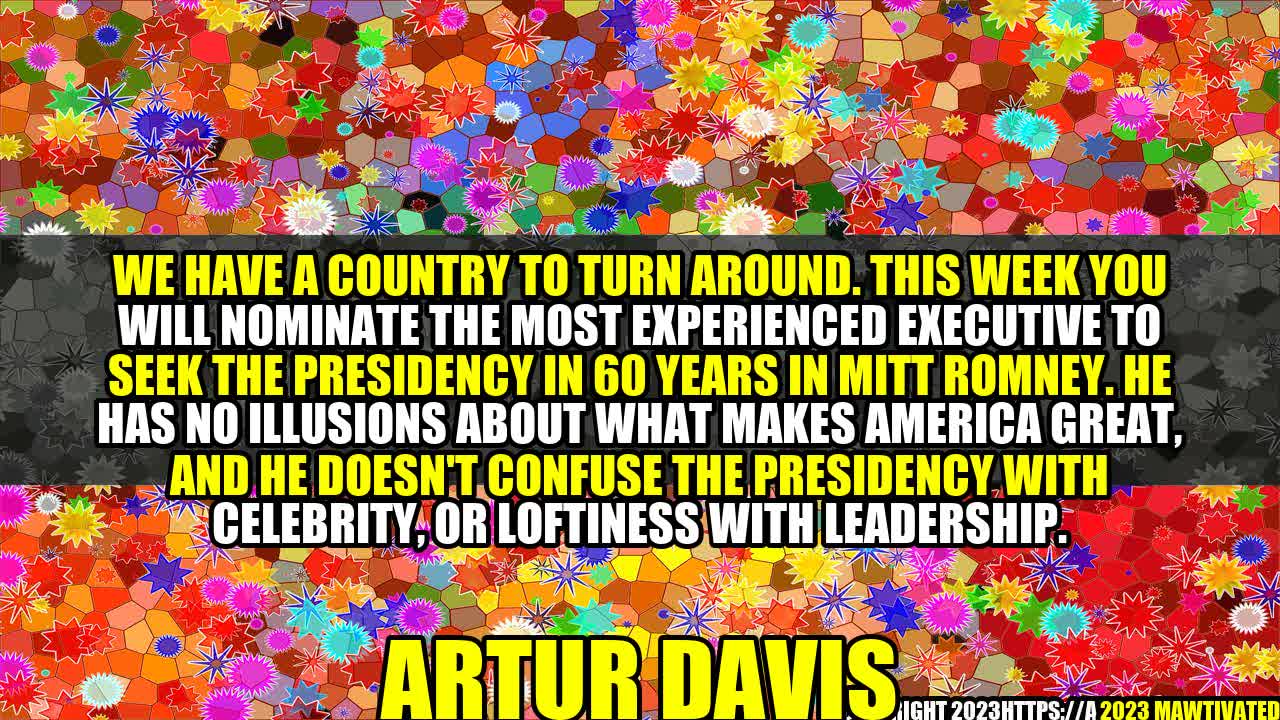 WE HAVE A COUNTRY TO TURN AROUND. THIS WEEK YOU
WILL NOMINATE THE MOST EXPERIENCED EXECUTIVE TO
SEEK THE PRESIDENCY IN 60 YEARS IN MITT ROMNEY. HE
HAS NO ILLUSIONS ABOUT WHAT MAKES AMERICA GREAT,
AND HE DOESN'T CONFUSE THE PRESIDENCY WITH
CELEBRITY, OR LOFTINESS WITH LEADERSHIP.
ARTUR DAVIS
2023HTTPS://A 2023 MAWTIVATED